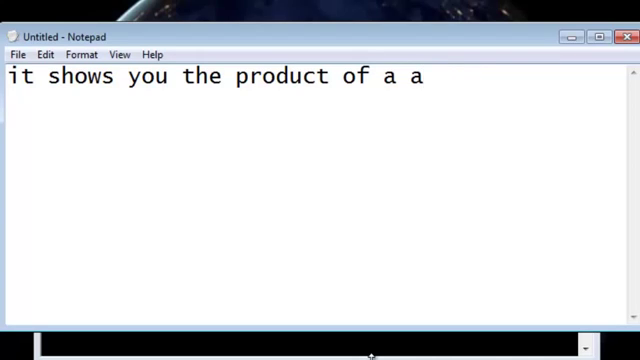 Untitled - Notepad
File Edit Format View Help
it shows you the product of a a